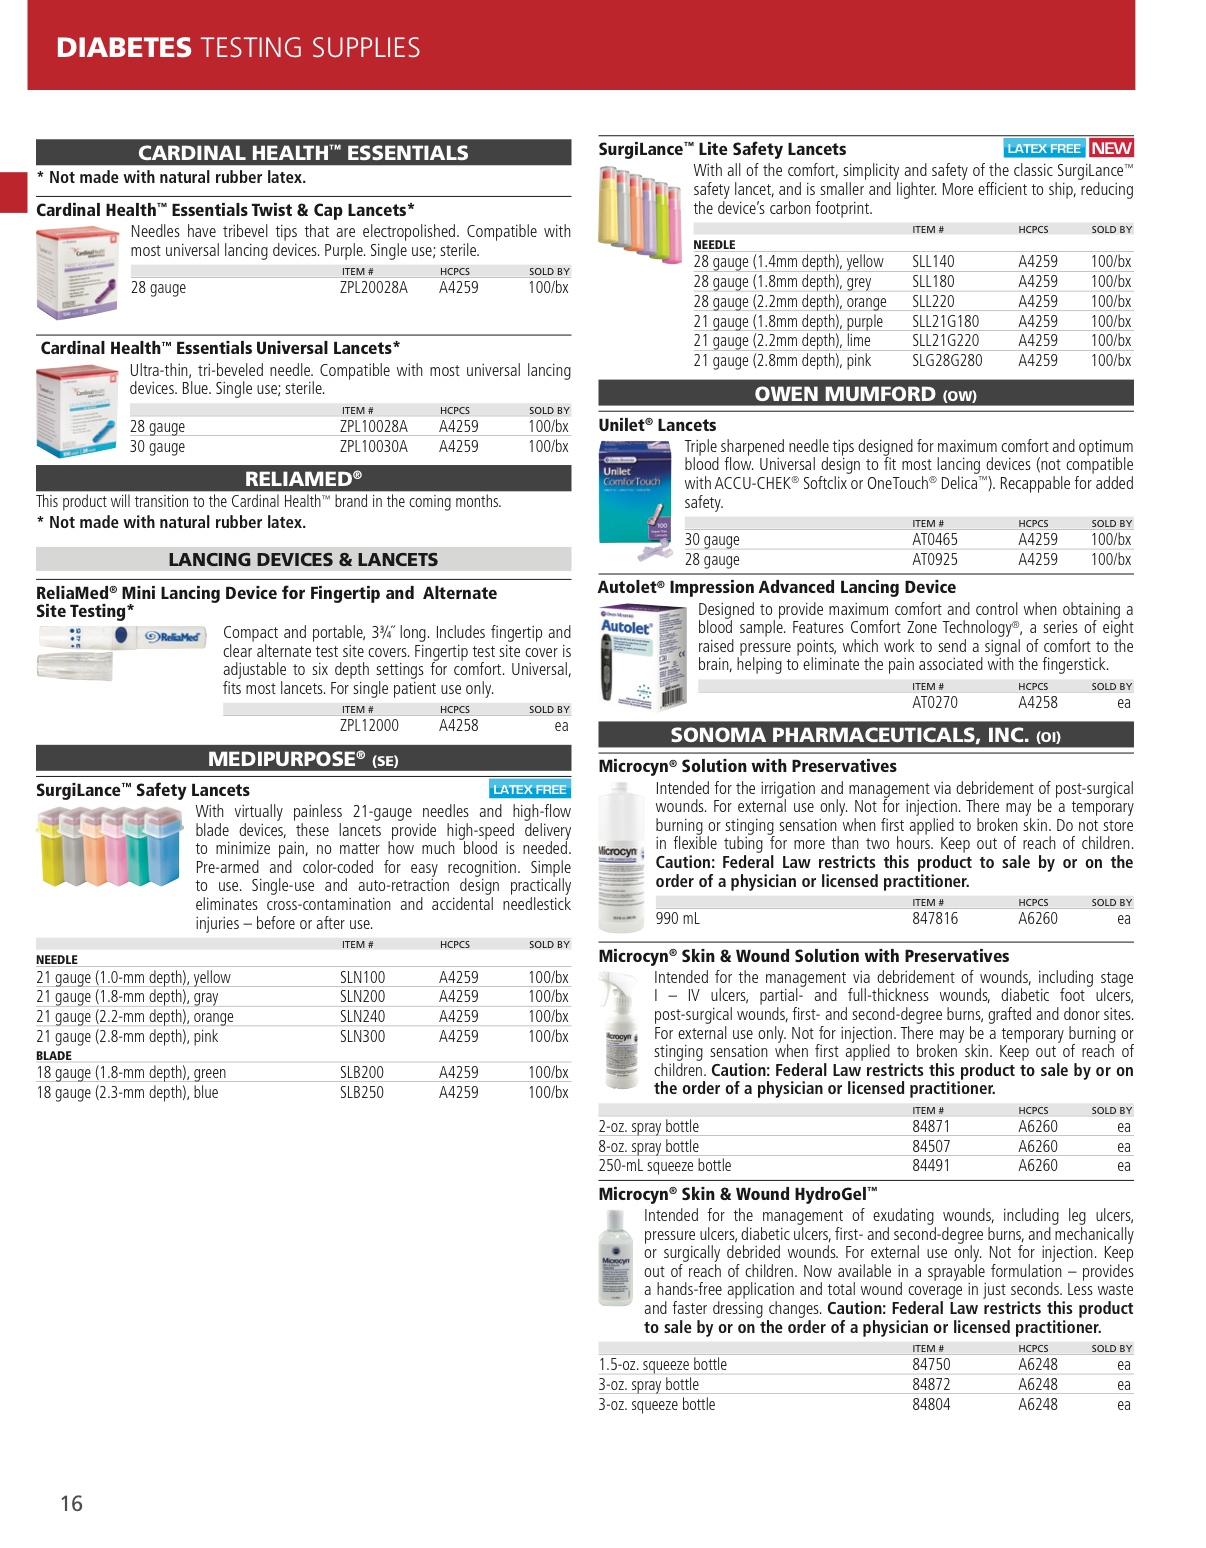 DIABETES TESTING SUPPLIES
CARDINAL HEALTH™ ESSENTIALS
* Not made with natural rubber latex.
Cardinal Health™ Essentials Twist & Cap Lancets*
Needles have tribevel tips that are electropolished. Compatible with
most universal lancing devices. Purple. Single use; sterile.
ITEM # HCPCS SOLD BY
28 gauge ZPL20028A A4259 100/bx
Cardinal Health™ Essentials Universal Lancets*
Ultra-thin, tri-beveled needle. Compatible with most universal lancing
devices. Blue. Single use; sterile.
ITEM # HCPCS SOLD BY
28 gauge ZPL10028A A4259 100/bx
30 gauge ZPL10030A A4259 100/bx
RELIAMED®
This product will transition to the Cardinal Health™ brand in the coming months.
* Not made with natural rubber latex.
LANCING DEVICES & LANCETS
ReliaMed® Mini Lancing Device for Fingertip and Alternate
Site Testing*
ReliaMed®
Compact and portable, 3¾˝ long. Includes fingertip and
clear alternate test site covers. Fingertip test site cover is
adjustable to six depth settings for comfort. Universal,
fits most lancets. For single patient use only.
ITEM # HCPCS SOLD BY
ZPL12000 A4258 ea
MEDIPURPOSE® (SE)
SurgiLance™ Safety Lancets LATEX FREE
With virtually painless 21-gauge needles and high-flow
blade devices, these lancets provide high-speed delivery
to minimize pain, no matter how much blood is needed.
Pre-armed and color-coded for easy recognition. Simple
to use. Single-use and auto-retraction design practically
eliminates cross-contamination and accidental needlestick
injuries – before or after use.
ITEM # HCPCS SOLD BY
NEEDLE
21 gauge (1.0-mm depth), yellow SLN100 A4259 100/bx
21 gauge (1.8-mm depth), gray SLN200 A4259 100/bx
21 gauge (2.2-mm depth), orange SLN240 A4259 100/bx
21 gauge (2.8-mm depth), pink SLN300 A4259 100/bx
BLADE
18 gauge (1.8-mm depth), green SLB200 A4259 100/bx
18 gauge (2.3-mm depth), blue SLB250 A4259 100/bx
SurgiLance™ Lite Safety Lancets LATEX FREE NEW
With all of the comfort, simplicity and safety of the classic SurgiLance™
safety lancet, and is smaller and lighter. More efficient to ship, reducing
the device’s carbon footprint.
ITEM # HCPCS SOLD BY
NEEDLE
28 gauge (1.4mm depth), yellow SLL140 A4259 100/bx
28 gauge (1.8mm depth), grey SLL180 A4259 100/bx
28 gauge (2.2mm depth), orange SLL220 A4259 100/bx
21 gauge (1.8mm depth), purple SLL21G180 A4259 100/bx
21 gauge (2.2mm depth), lime SLL21G220 A4259 100/bx
21 gauge (2.8mm depth), pink SLG28G280 A4259 100/bx
OWEN MUMFORD (OW)
Unilet® Lancets
Unilet
ComforTouch
100
Triple sharpened needle tips designed for maximum comfort and optimum
blood flow. Universal design to fit most lancing devices (not compatible
with ACCU-CHEK® Softclix or OneTouch® Delica™). Recappable for added
safety.
ITEM # HCPCS SOLD BY
30 gauge AT0465 A4259 100/bx
28 gauge AT0925 A4259 100/bx
Autolet® Impression Advanced Lancing Device
Autolet
Designed to provide maximum comfort and control when obtaining a
blood sample. Features Comfort Zone Technology®, a series of eight
raised pressure points, which work to send a signal of comfort to the
brain, helping to eliminate the pain associated with the fingerstick.
ITEM # HCPCS SOLD BY
AT0270 A4258 ea
SONOMA PHARMACEUTICALS, INC. (OI)
Microcyn® Solution with Preservatives
Microcyn
Intended for the irrigation and management via debridement of post-surgical
wounds. For external use only. Not for injection. There may be a temporary
burning or stinging sensation when first applied to broken skin. Do not store
in flexible tubing for more than two hours. Keep out of reach of children.
Caution: Federal Law restricts this product to sale by or on the
order of a physician or licensed practitioner.
ITEM # HCPCS SOLD BY
990 mL 847816 A6260 ea
Microcyn® Skin & Wound Solution with Preservatives
Intended for the management via debridement of wounds, including stage
I – IV ulcers, partial- and full-thickness wounds, diabetic foot ulcers,
post-surgical wounds, first- and second-degree burns, grafted and donor sites.
For external use only. Not for injection. There may be a temporary burning or
stinging sensation when first applied to broken skin. Keep out of reach of
children. Caution: Federal Law restricts this product to sale by or on
the order of a physician or licensed practitioner.
ITEM # HCPCS SOLD BY
2-oz. spray bottle 84871 A6260 ea
8-oz. spray bottle 84507 A6260 ea
250-mL squeeze bottle 84491 A6260 ea
Microcyn® Skin & Wound HydroGel™
Microcyn
Intended for the management of exudating wounds, including leg ulcers,
pressure ulcers, diabetic ulcers, first- and second-degree burns, and mechanically
or surgically debrided wounds. For external use only. Not for injection. Keep
out of reach of children. Now available in a sprayable formulation – provides
a hands-free application and total wound coverage in just seconds. Less waste
and faster dressing changes. Caution: Federal Law restricts this product
to sale by or on the order of a physician or licensed practitioner.
ITEM # HCPCS SOLD BY
1.5-oz. squeeze bottle 84750 A6248 ea
3-oz. spray bottle 84872 A6248 ea
3-oz. squeeze bottle 84804 A6248 ea
16